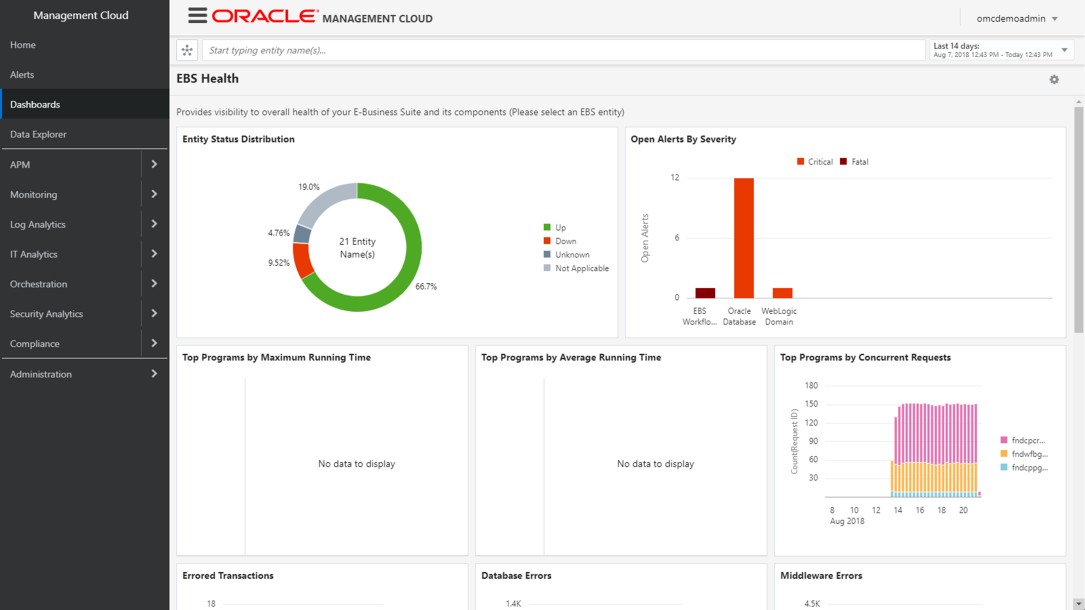 Management Cloud
Home
Alerts
Dashboards
Data Explorer
APM
Monitoring
Log Analytics
IT Analytics
Orchestration
Security Analytics
Compliance
Administration
ORACLE® MANAGEMENT CLOUD
omcdemoadmin
Start typing entity name(s)...
Last 14 days:
Aug 7, 2018 12:43 PM - Today 12:43 PM
EBS Health
Provides visibility to overall health of your E-Business Suite and its components (Please select an EBS entity)
Entity Status Distribution
19.0%
4.76%
9.52%
66.7%
21 Entity
Name(s)
Up
Down
Unknown
Not Applicable
Open Alerts By Severity
Critical Fatal
Open Alerts
12
6
0
EBS
Workflo...
Oracle
Database
WebLogic
Domain
Top Programs by Maximum Running Time
No data to display
Top Programs by Average Running Time
No data to display
Top Programs by Concurrent Requests
Count(Request ID)
180
150
120
90
60
30
8 10 12 14 16 18 20
Aug 2018
fndcpcr...
fndwfbg...
fndcppg...
Errored Transactions
18
Database Errors
1.4K
Middleware Errors
4.5K